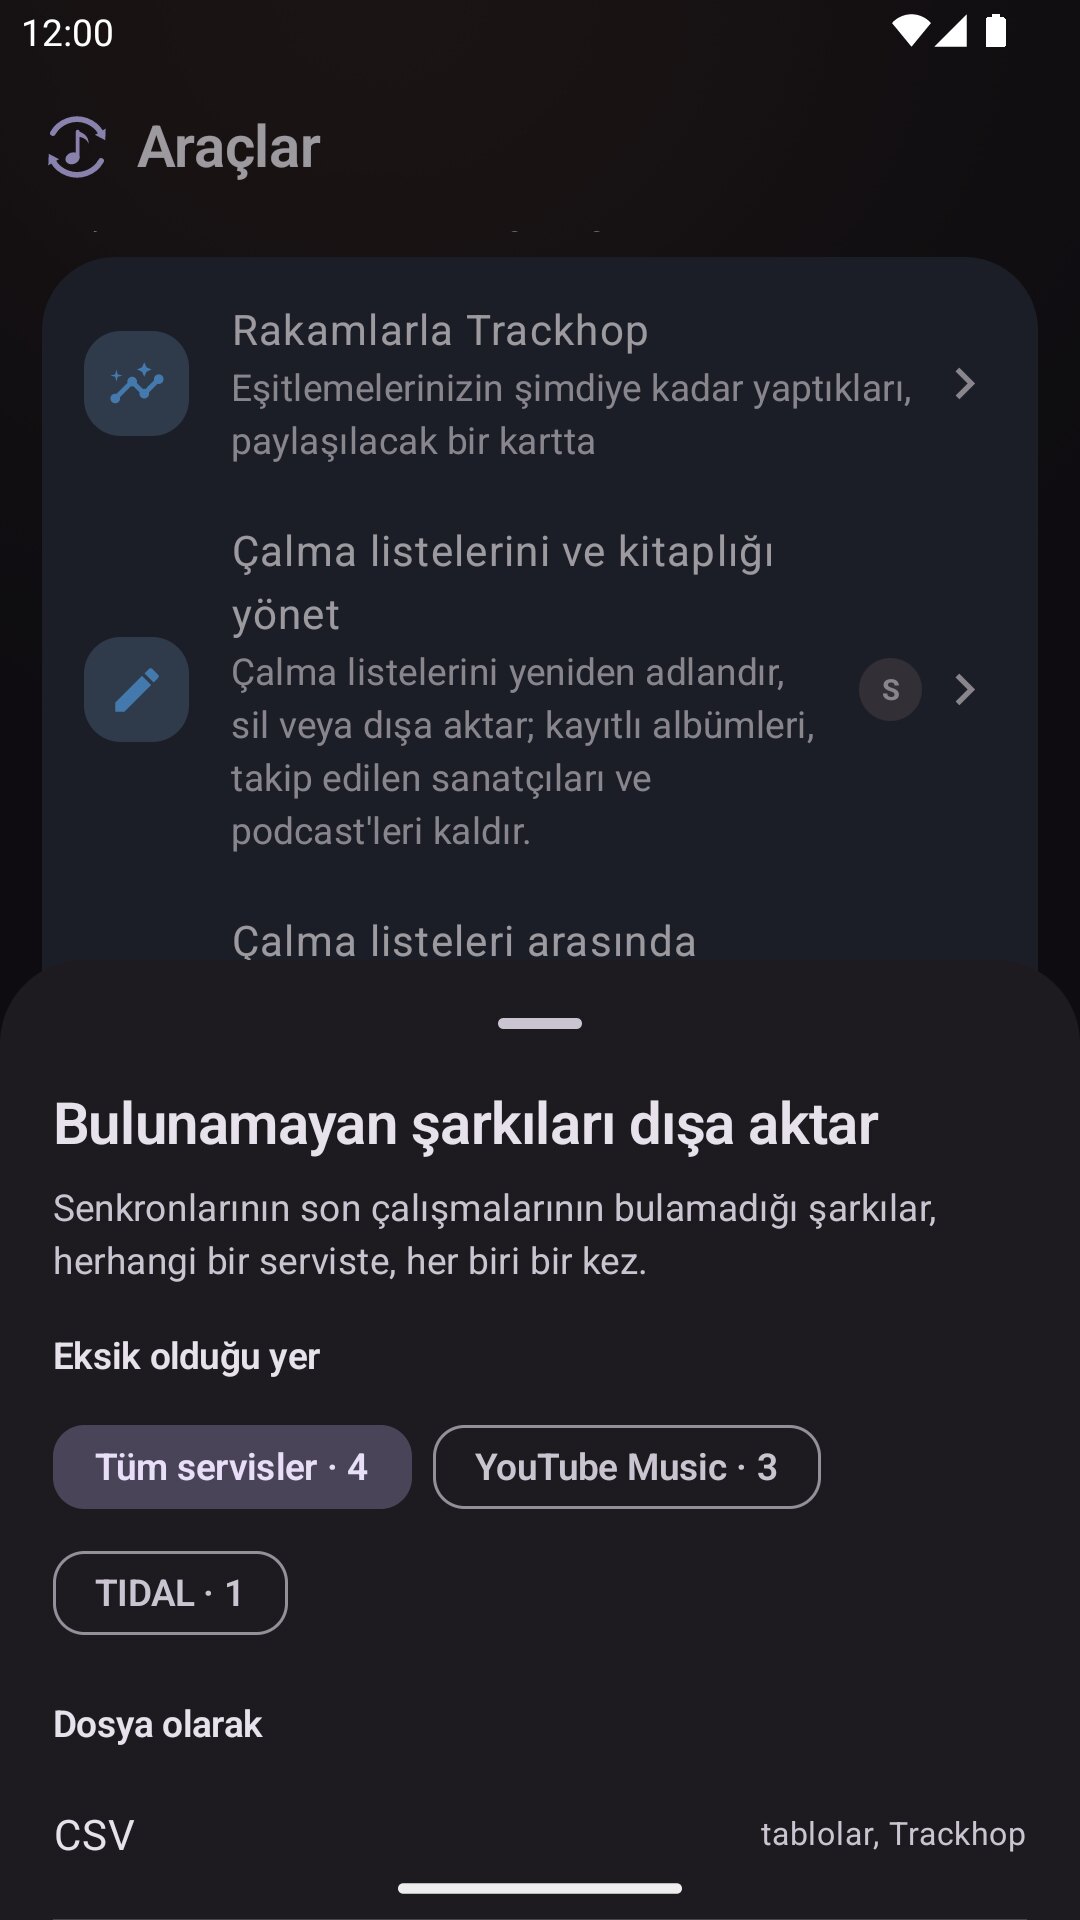 12:00
Araçlar
Rakamlarla Trackhop
Eşitlemelerinizin şimdiye kadar yaptıkları,
paylaşılacak bir kartta
Çalma listelerini ve kitaplığı
yönet
Çalma listelerini yeniden adlandır,
sil veya dışa aktar; kayıtlı albümleri,
takip edilen sanatçıları ve
podcast'leri kaldır.
S
Çalma listeleri arasında
Bulunamayan şarkıları dışa aktar
Senkronlarının son çalışmalarının bulamadığı şarkılar,
herhangi bir serviste, her biri bir kez.
Eksik olduğu yer
Tüm servisler · 4
YouTube Music · 3
TIDAL · 1
Dosya olarak
CSV
tablolar, Trackhop